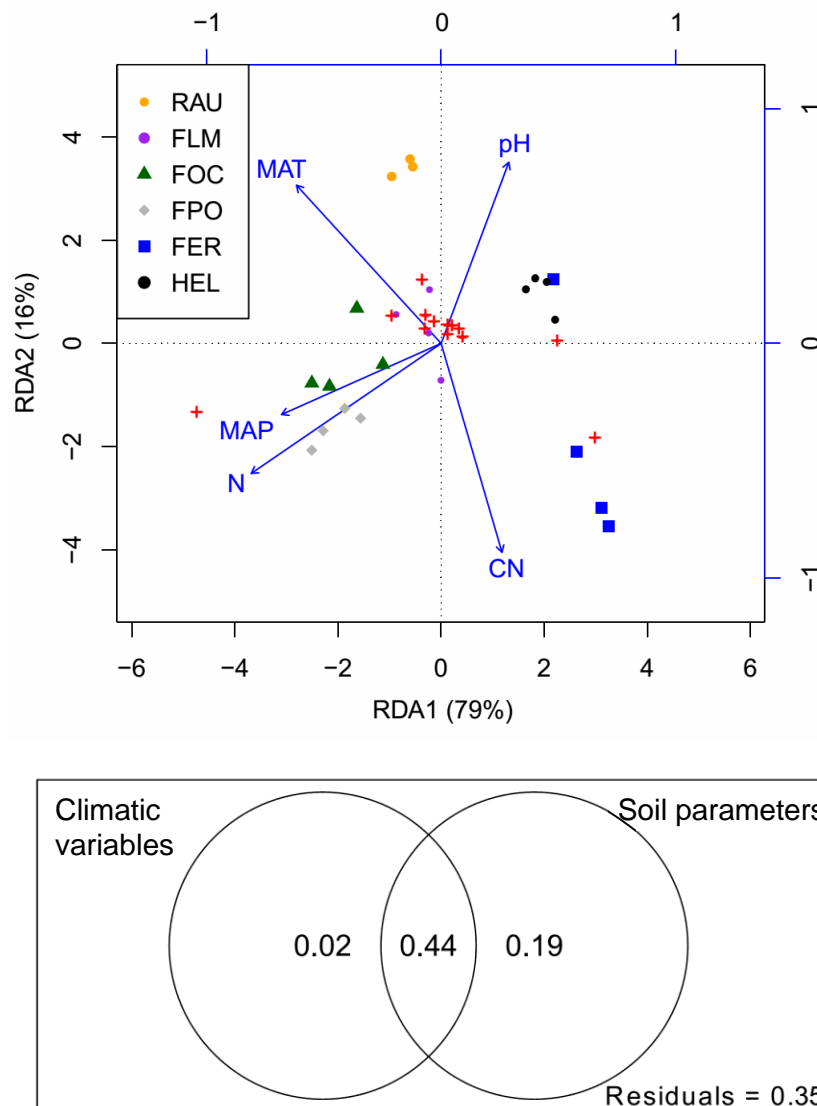 −1 0 1
RAU
FLM
FOC
FPO
FER
HEL
MAT
pH
MAP
N
CN
4
2
0
−2
−4
RDA2 (16%)
1
0
−1
−6 −4 −2 0 2 4 6
RDA1 (79%)
Climatic
variables
Soil parameters
0.02 0.44 0.19
Residuals = 0.35